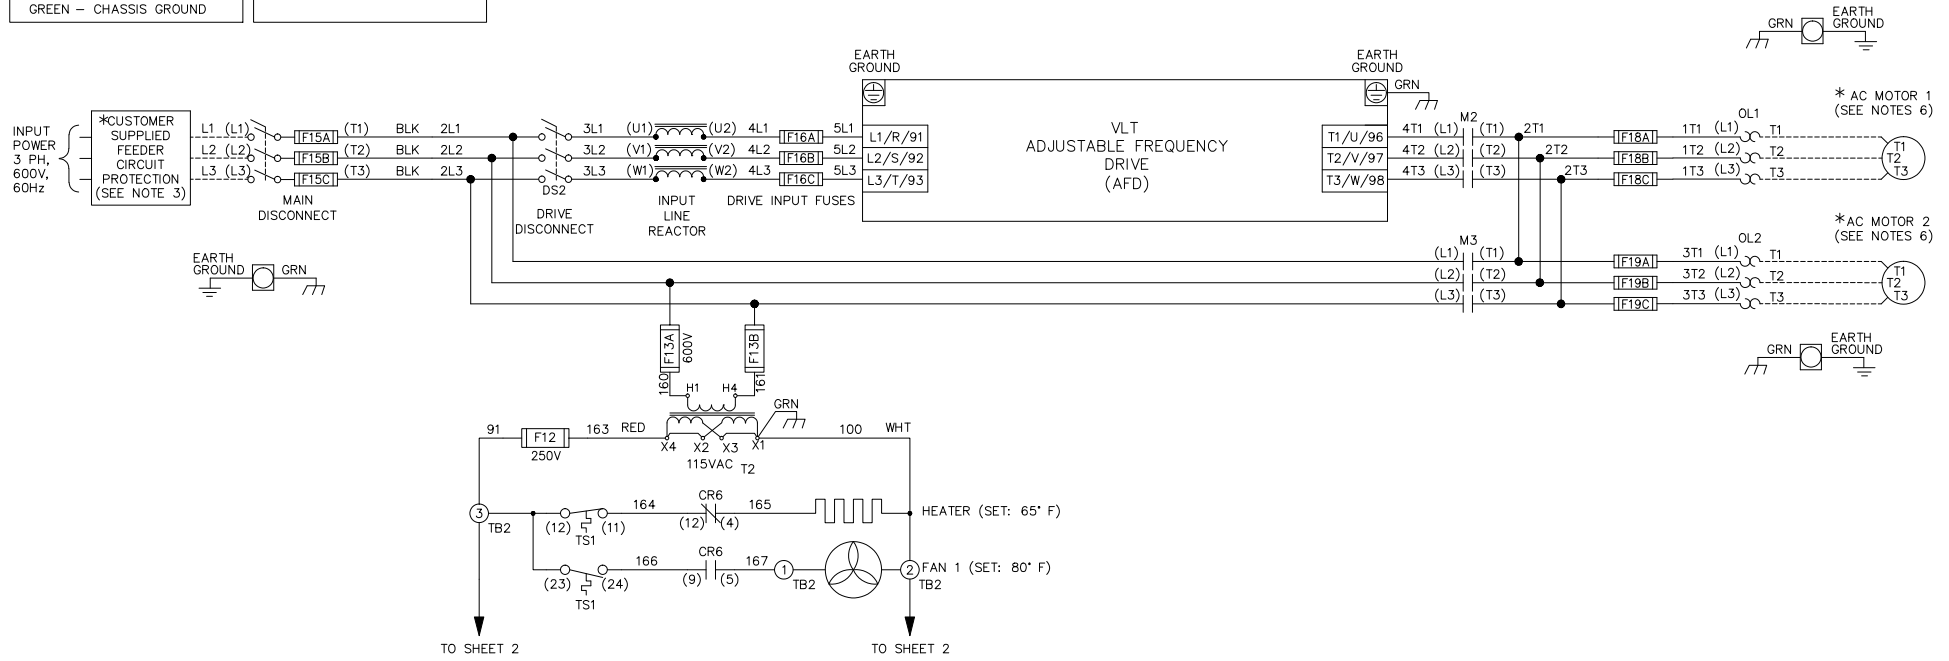 GREEN – CHASSIS GROUND
GRN
EARTH
GROUND
EARTH
GROUND
EARTH
GROUND
GRN
* AC MOTOR 1
(SEE NOTES 6)
INPUT
POWER
3 PH,
600V,
60Hz
*CUSTOMER
SUPPLIED
FEEDER
CIRCUIT
PROTECTION
(SEE NOTE 3)
L1 (L1) F15A (T1) BLK 2L1
L2 (L2) F15B (T2) BLK 2L2
L3 (L3) F15C (T3) BLK 2L3
MAIN
DISCONNECT
DS2
DRIVE
DISCONNECT
3L1 (U1) (U2) 4L1 F16A 5L1 L1/R/91
3L2 (V1) (V2) 4L2 F16B 5L2 L2/S/92
3L3 (W1) (W2) 4L3 F16C 5L3 L3/T/93
INPUT
LINE
REACTOR
DRIVE INPUT FUSES
VLT
ADJUSTABLE FREQUENCY
DRIVE
(AFD)
M2
OL1
T1/U/96 4T1 (L1) (T1) 2T1 F18A 1T1 (L1) T1
T2/V/97 4T2 (L2) (T2) 2T2 F18B 1T2 (L2) T2
T3/W/98 4T3 (L3) (T3) 2T3 F18C 1T3 (L3) T3
T1
T2
T3
*AC MOTOR 2
(SEE NOTES 6)
M3
OL2
(L1) (T1) F19A 3T1 (L1) T1
(L2) (T2) F19B 3T2 (L2) T2
(L3) (T3) F19C 3T3 (L3) T3
T1
T2
T3
EARTH
GROUND
GRN
GRN
EARTH
GROUND
F13A
600V
F13B
160
161
H1 H4
GRN
91 F12 163 RED
250V
X4 X2 X3 X1
115VAC T2
100 WHT
3
TB2
(12) (11)
TS1
164
CR6
(12) (4)
165
HEATER (SET: 65° F)
(23) (24)
TS1
166
CR6
(9) (5)
167
1
TB2
2
TB2
FAN 1 (SET: 80° F)
TO SHEET 2
TO SHEET 2